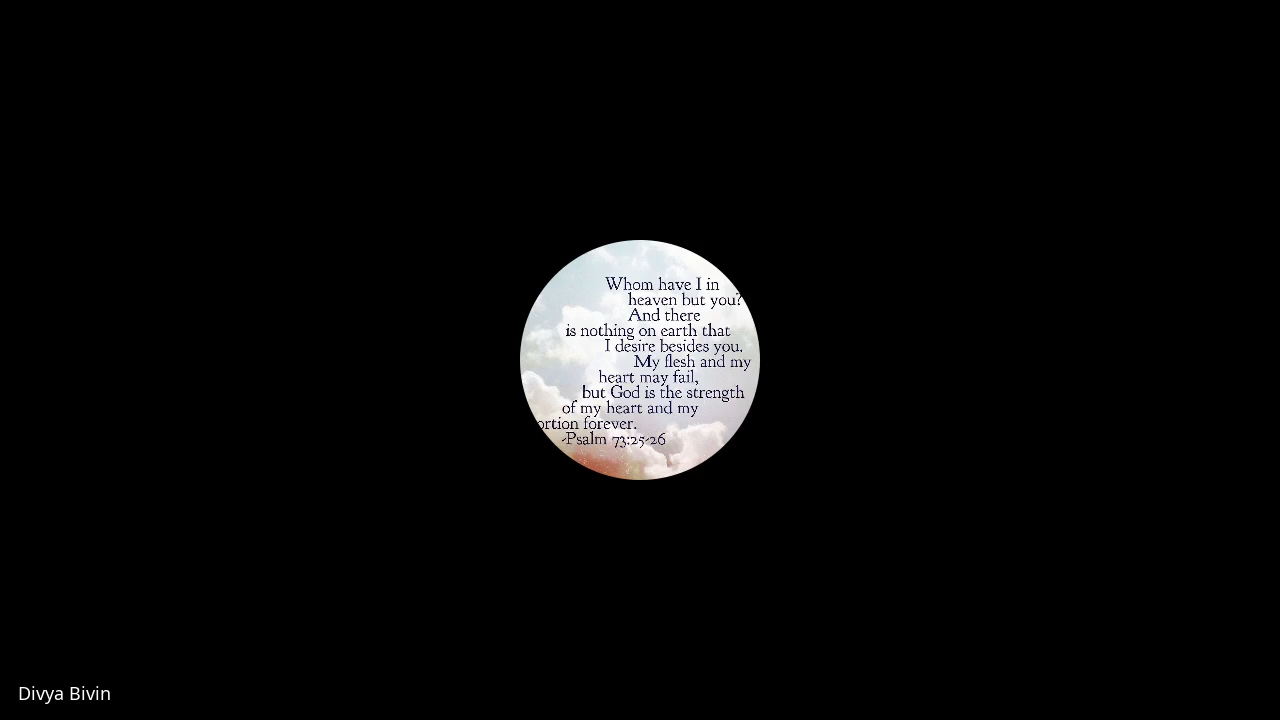 Whom have I in
heaven but you?
And there
is nothing on earth that
I desire besides you.
My flesh and my
heart may fail,
but God is the strength
of my heart and my
ortion forever.
-Psalm 73:25-26
Divya Bivin